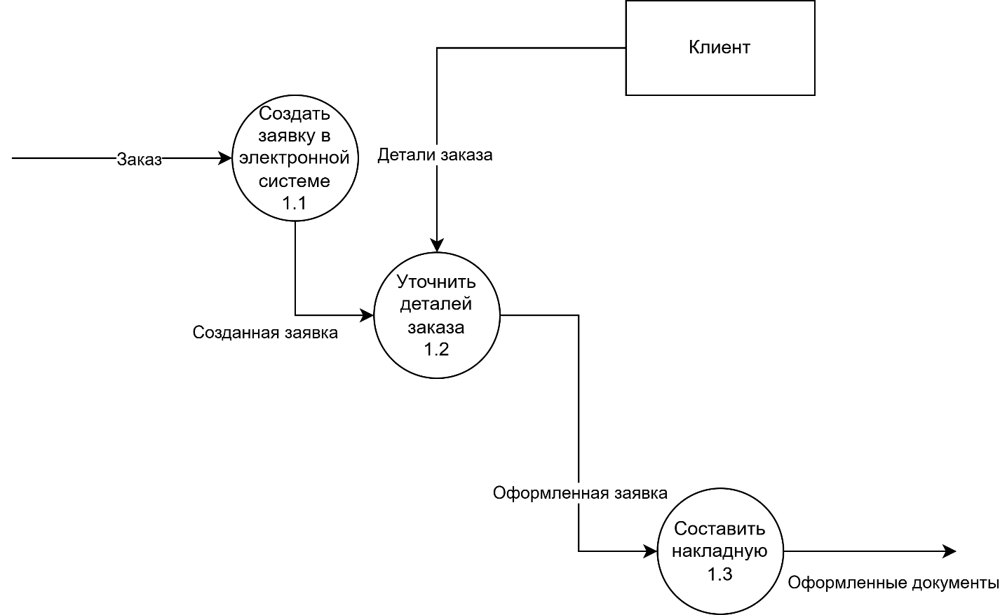 Клиент
Создать
заявку в
электронной
системе
1.1
Заказ
Детали заказа
Уточнить
деталей
заказа
1.2
Созданная заявка
Оформленная заявка
Составить
накладную
1.3
Оформленные документы